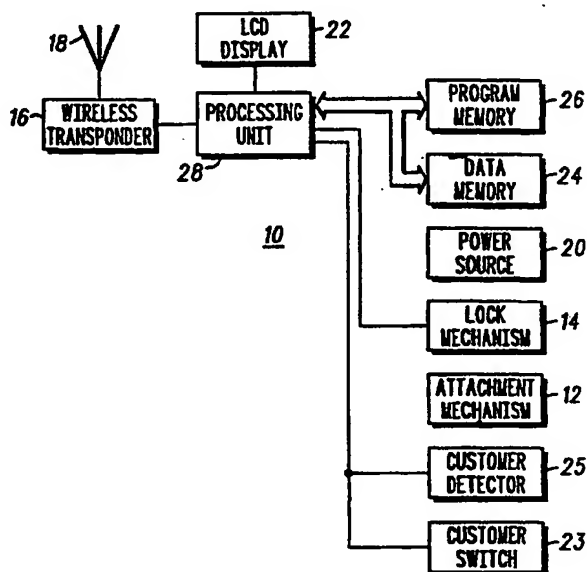 18
LCD
DISPLAY
22
16
WIRELESS
TRANSPONDER
PROCESSING
UNIT
28
PROGRAM
MEMORY
26
DATA
MEMORY
24
10
POWER
SOURCE
20
LOCK
MECHANISM
14
ATTACHMENT
MECHANISM
12
CUSTOMER
DETECTOR
25
CUSTOMER
SWITCH
23